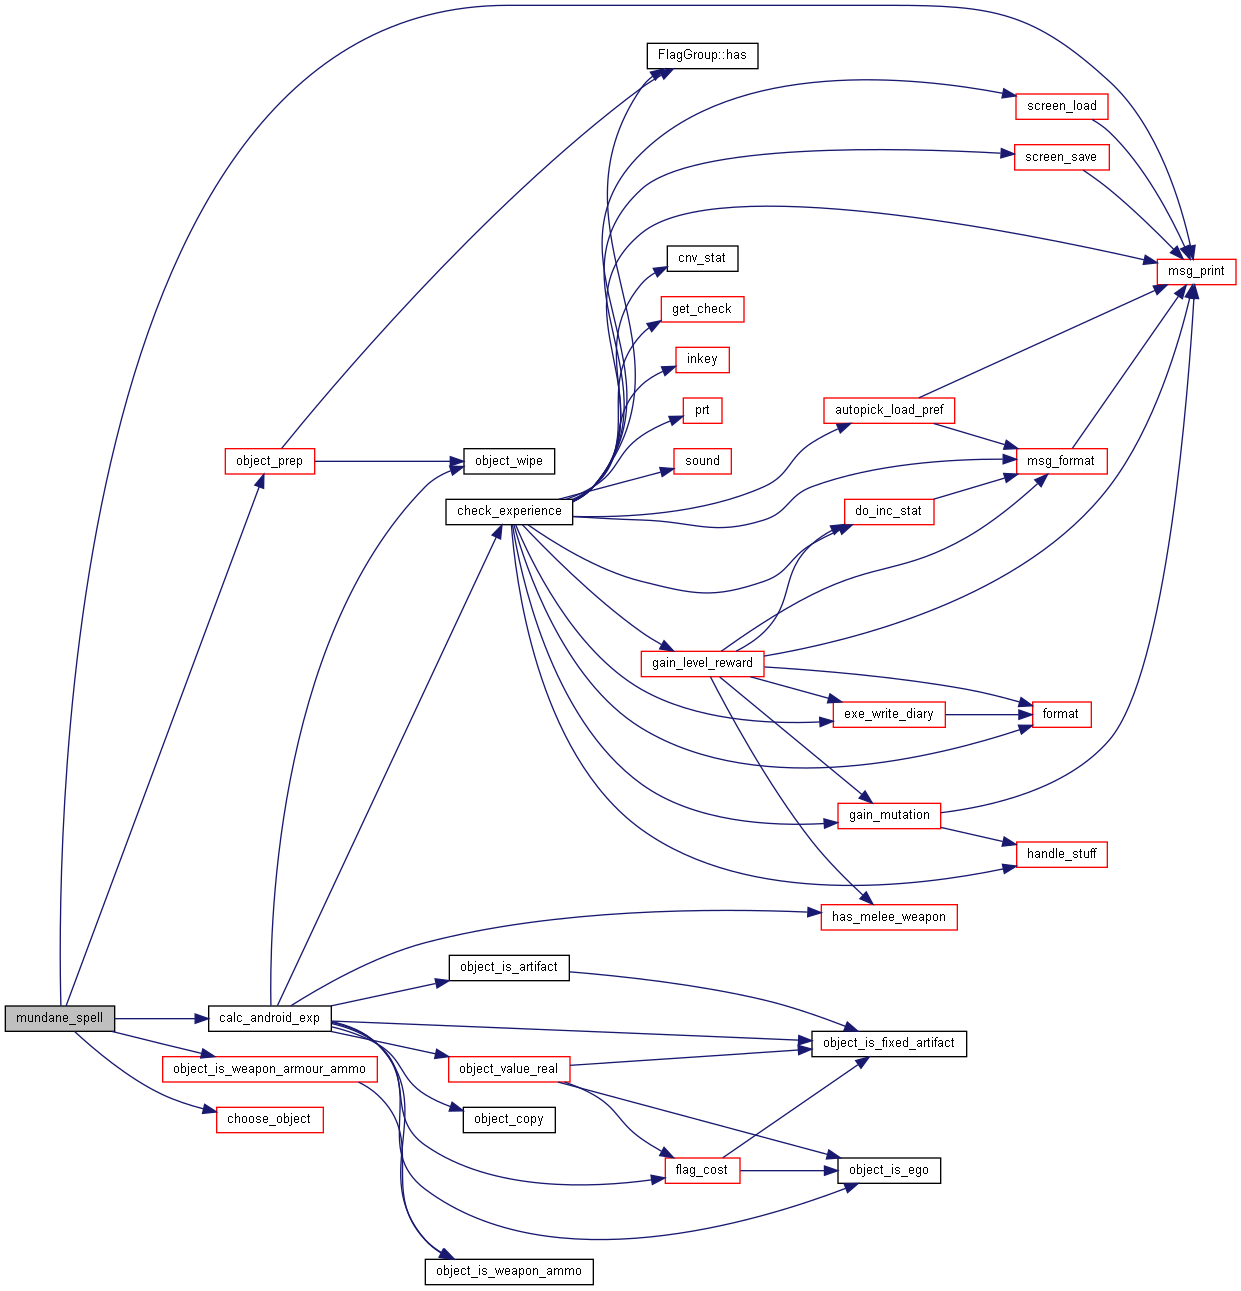 FlagGroup::has
screen_load
screen_save
cnv_stat
msg_print
get_check
inkey
prt
autopick_load_pref
object_prep
object_wipe
sound
msg_format
check_experience
do_inc_stat
gain_level_reward
exe_write_diary
format
gain_mutation
handle_stuff
has_melee_weapon
object_is_artifact
mundane_spell
calc_android_exp
object_is_fixed_artifact
object_is_weapon_armour_ammo
object_value_real
choose_object
object_copy
flag_cost
object_is_ego
object_is_weapon_ammo